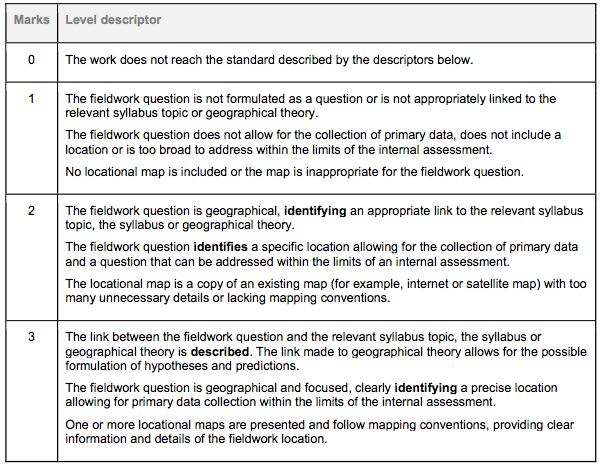 Marks Level descriptor
0 The work does not reach the standard described by the descriptors below.
1 The fieldwork question is not formulated as a question or is not appropriately linked to the
relevant syllabus topic or geographical theory.
The fieldwork question does not allow for the collection of primary data, does not include a
location or is too broad to address within the limits of the internal assessment.
No locational map is included or the map is inappropriate for the fieldwork question.
2 The fieldwork question is geographical, identifying an appropriate link to the relevant syllabus
topic, the syllabus or geographical theory.
The fieldwork question identifies a specific location allowing for the collection of primary data
and a question that can be addressed within the limits of an internal assessment.
The locational map is a copy of an existing map (for example, internet or satellite map) with too
many unnecessary details or lacking mapping conventions.
3 The link between the fieldwork question and the relevant syllabus topic, the syllabus or
geographical theory is described. The link made to geographical theory allows for the possible
formulation of hypotheses and predictions.
The fieldwork question is geographical and focused, clearly identifying a precise location
allowing for primary data collection within the limits of the internal assessment.
One or more locational maps are presented and follow mapping conventions, providing clear
information and details of the fieldwork location.